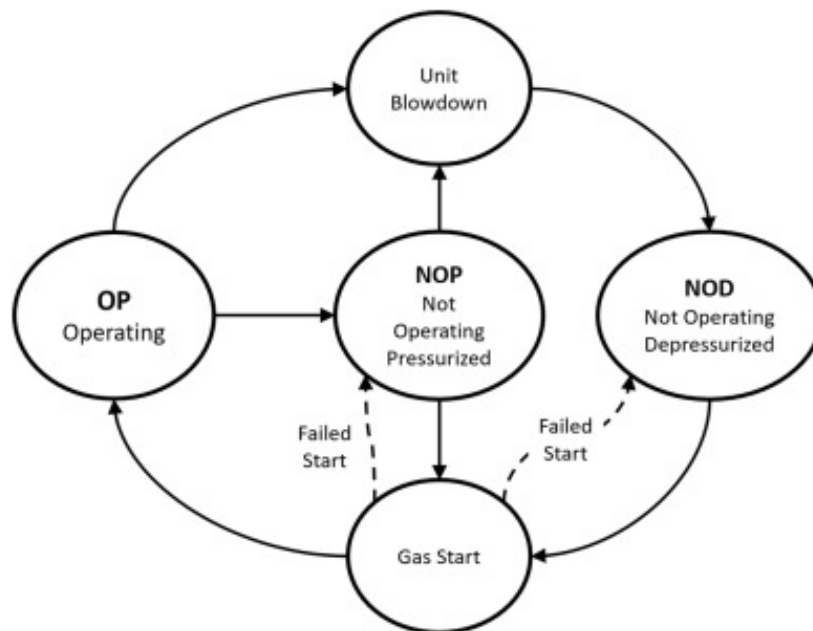 Unit
Blowdown
OP
Operating
NOP
Not
Operating
Pressurized
NOD
Not Operating
Depressurized
Failed
Start
Failed
Start
Gas Start